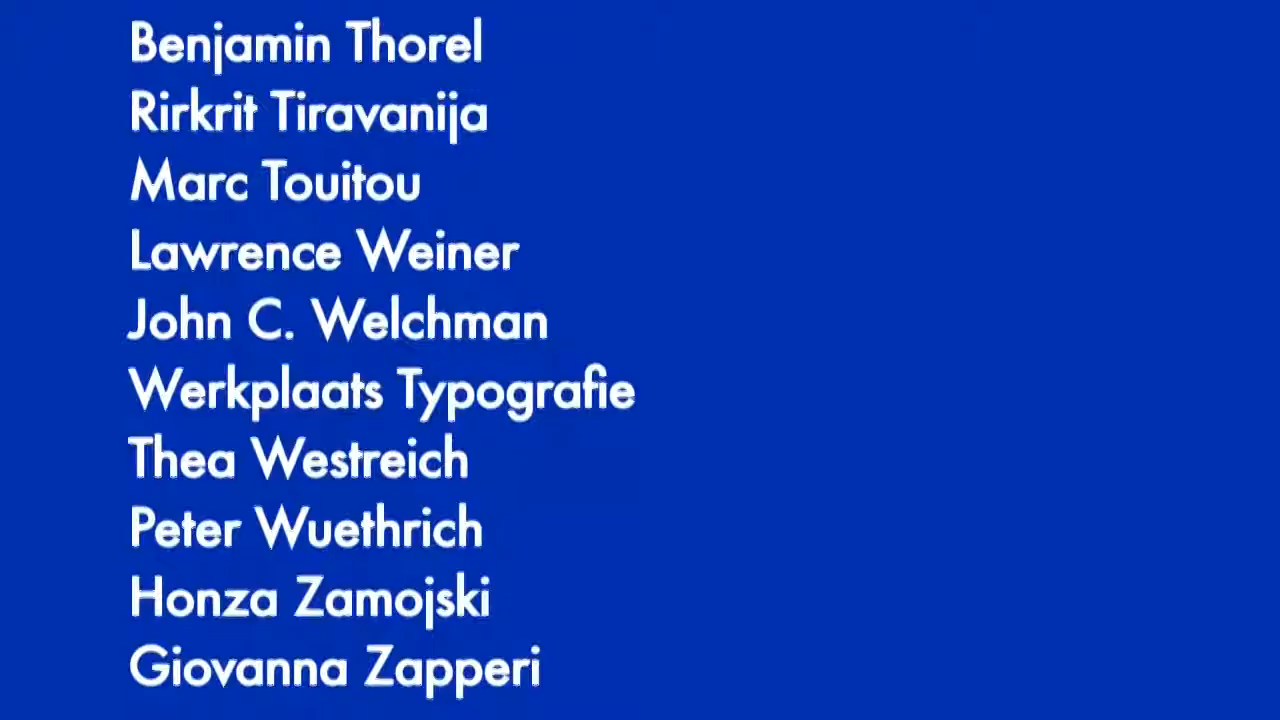 Benjamin Thorel
Rirkrit Tiravanija
Marc Touitou
Lawrence Weiner
John C. Welchman
Werkplaats Typografie
Thea Westreich
Peter Wuethrich
Honza Zamojski
Giovanna Zapperi